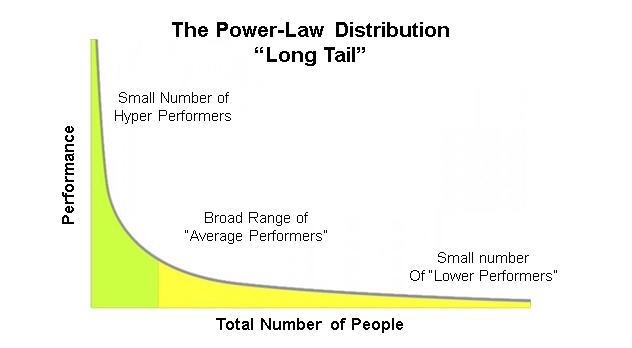 The Power-Law Distribution
“Long Tail”
Small Number of
Hyper Performers
Performance
Broad Range of
“Average Performers”
Small number
Of “Lower Performers”
Total Number of People